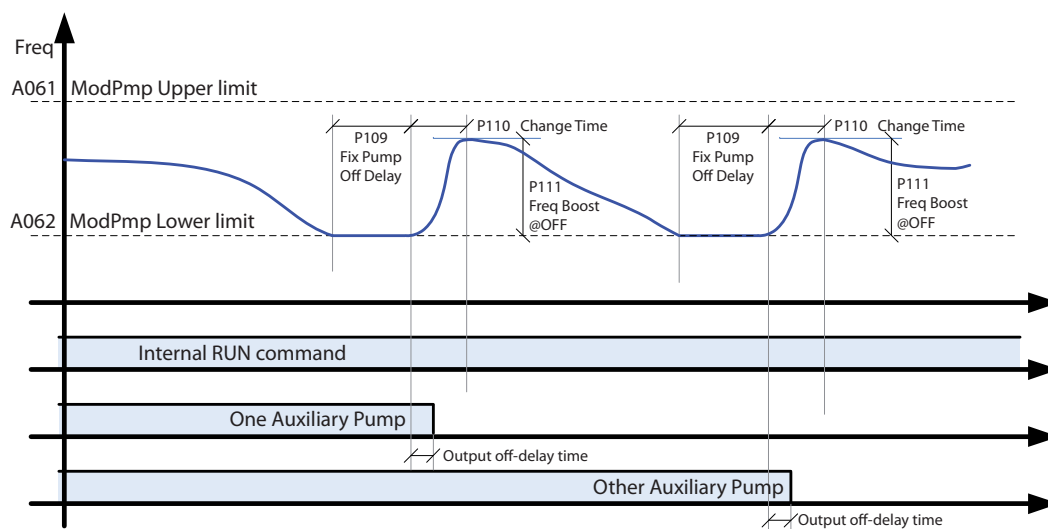 Freq
A061 ModPmp Upper limit
P109
Fix Pump
Off Delay
P110 Change Time
P111
Freq Boost
@OFF
P109
Fix Pump
Off Delay
P110 Change Time
P111
Freq Boost
@OFF
A062 ModPmp Lower limit
Internal RUN command
One Auxiliary Pump
Output off-delay time
Other Auxiliary Pump
Output off-delay time